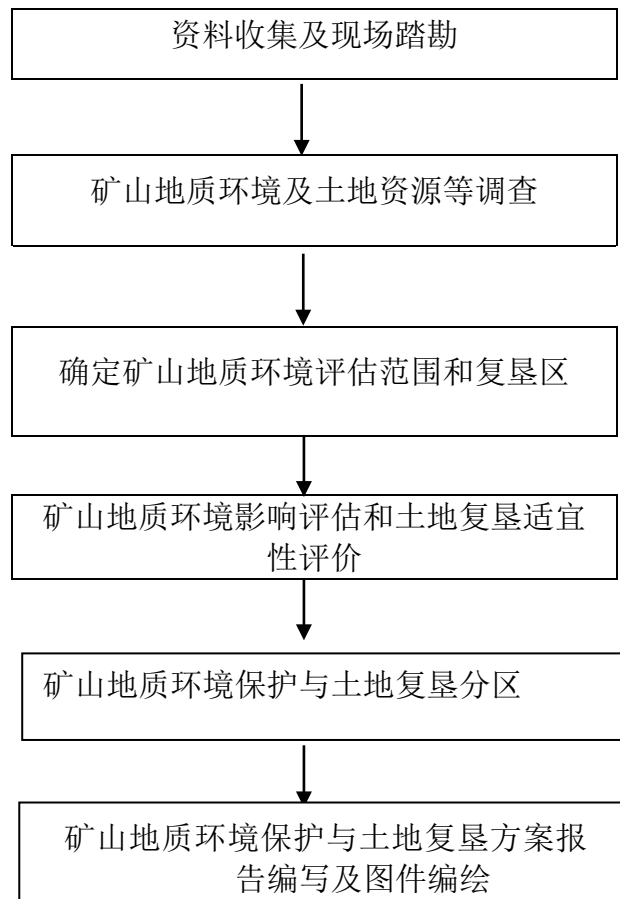 资料收集及现场踏勘
矿山地质环境及土地资源等调查
确定矿山地质环境评估范围和复垦区
矿山地质环境影响评估和土地复垦适宜
性评价
矿山地质环境保护与土地复垦分区
矿山地质环境保护与土地复垦方案报
告编写及图件编绘